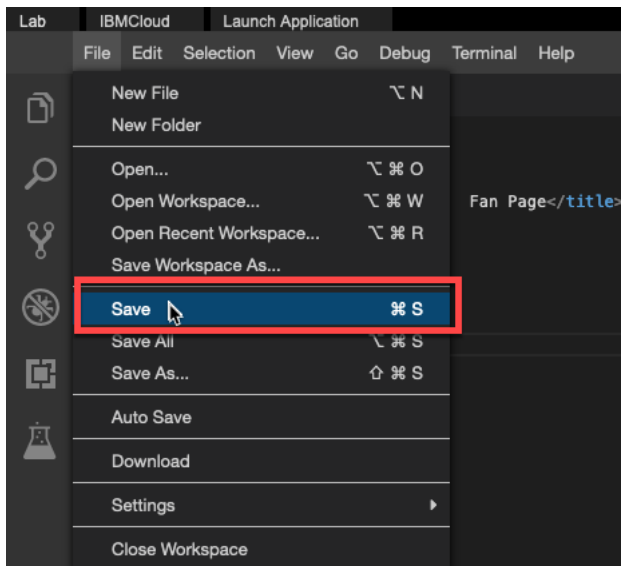 Lab IBMCloud Launch Application
File Edit Selection View Go Debug Terminal Help
New File ⌥ N
New Folder
Open... ⌥ ⌘ O
Open Workspace... ⌥ ⌘ W
Fan Page</title>
Open Recent Workspace... ⌥ ⌘ R
Save Workspace As...
Save ⌘ S
Save All ⌥ ⌘ S
Save As... ⇧ ⌘ S
Auto Save
Download
Settings
Close Workspace